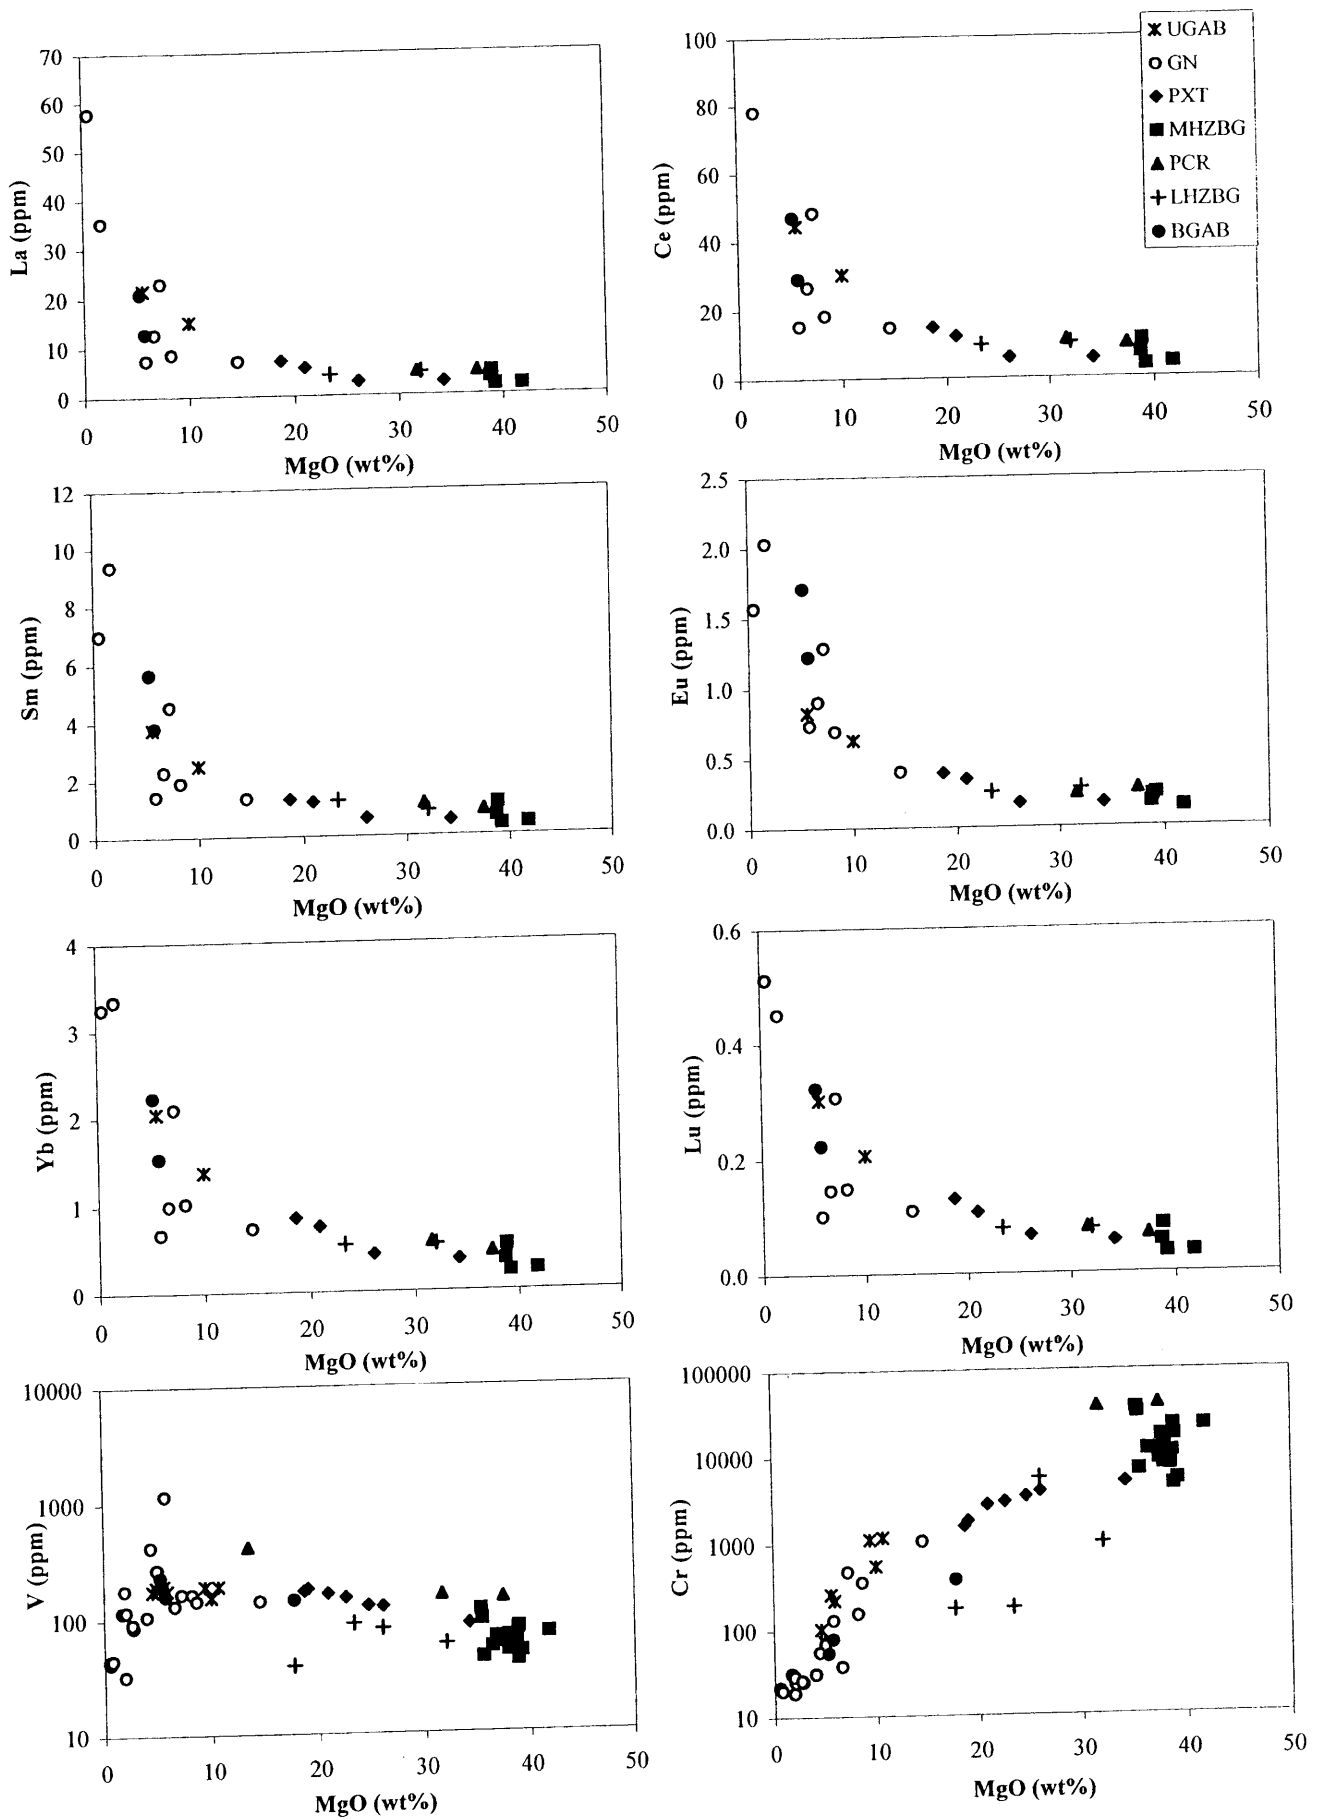 UGAB
GN
PXT
MHZBG
PCR
LHZBG
BGAB
70
60
50
40
30
20
10
0
La (ppm)
0 10 20 30 40 50
MgO (wt%)
100
80
60
40
20
0
Ce (ppm)
0 10 20 30 40 50
MgO (wt%)
12
10
8
6
4
2
0
Sm (ppm)
0 10 20 30 40 50
MgO (wt%)
2.5
2.0
1.5
1.0
0.5
0.0
Eu (ppm)
0 10 20 30 40 50
MgO (wt%)
4
3
2
1
0
Yb (ppm)
0 10 20 30 40 50
MgO (wt%)
0.6
0.4
0.2
0.0
Lu (ppm)
0 10 20 30 40 50
MgO (wt%)
10000
1000
100
10
V (ppm)
0 10 20 30 40 50
MgO (wt%)
100000
10000
1000
100
10
Cr (ppm)
0 10 20 30 40 50
MgO (wt%)